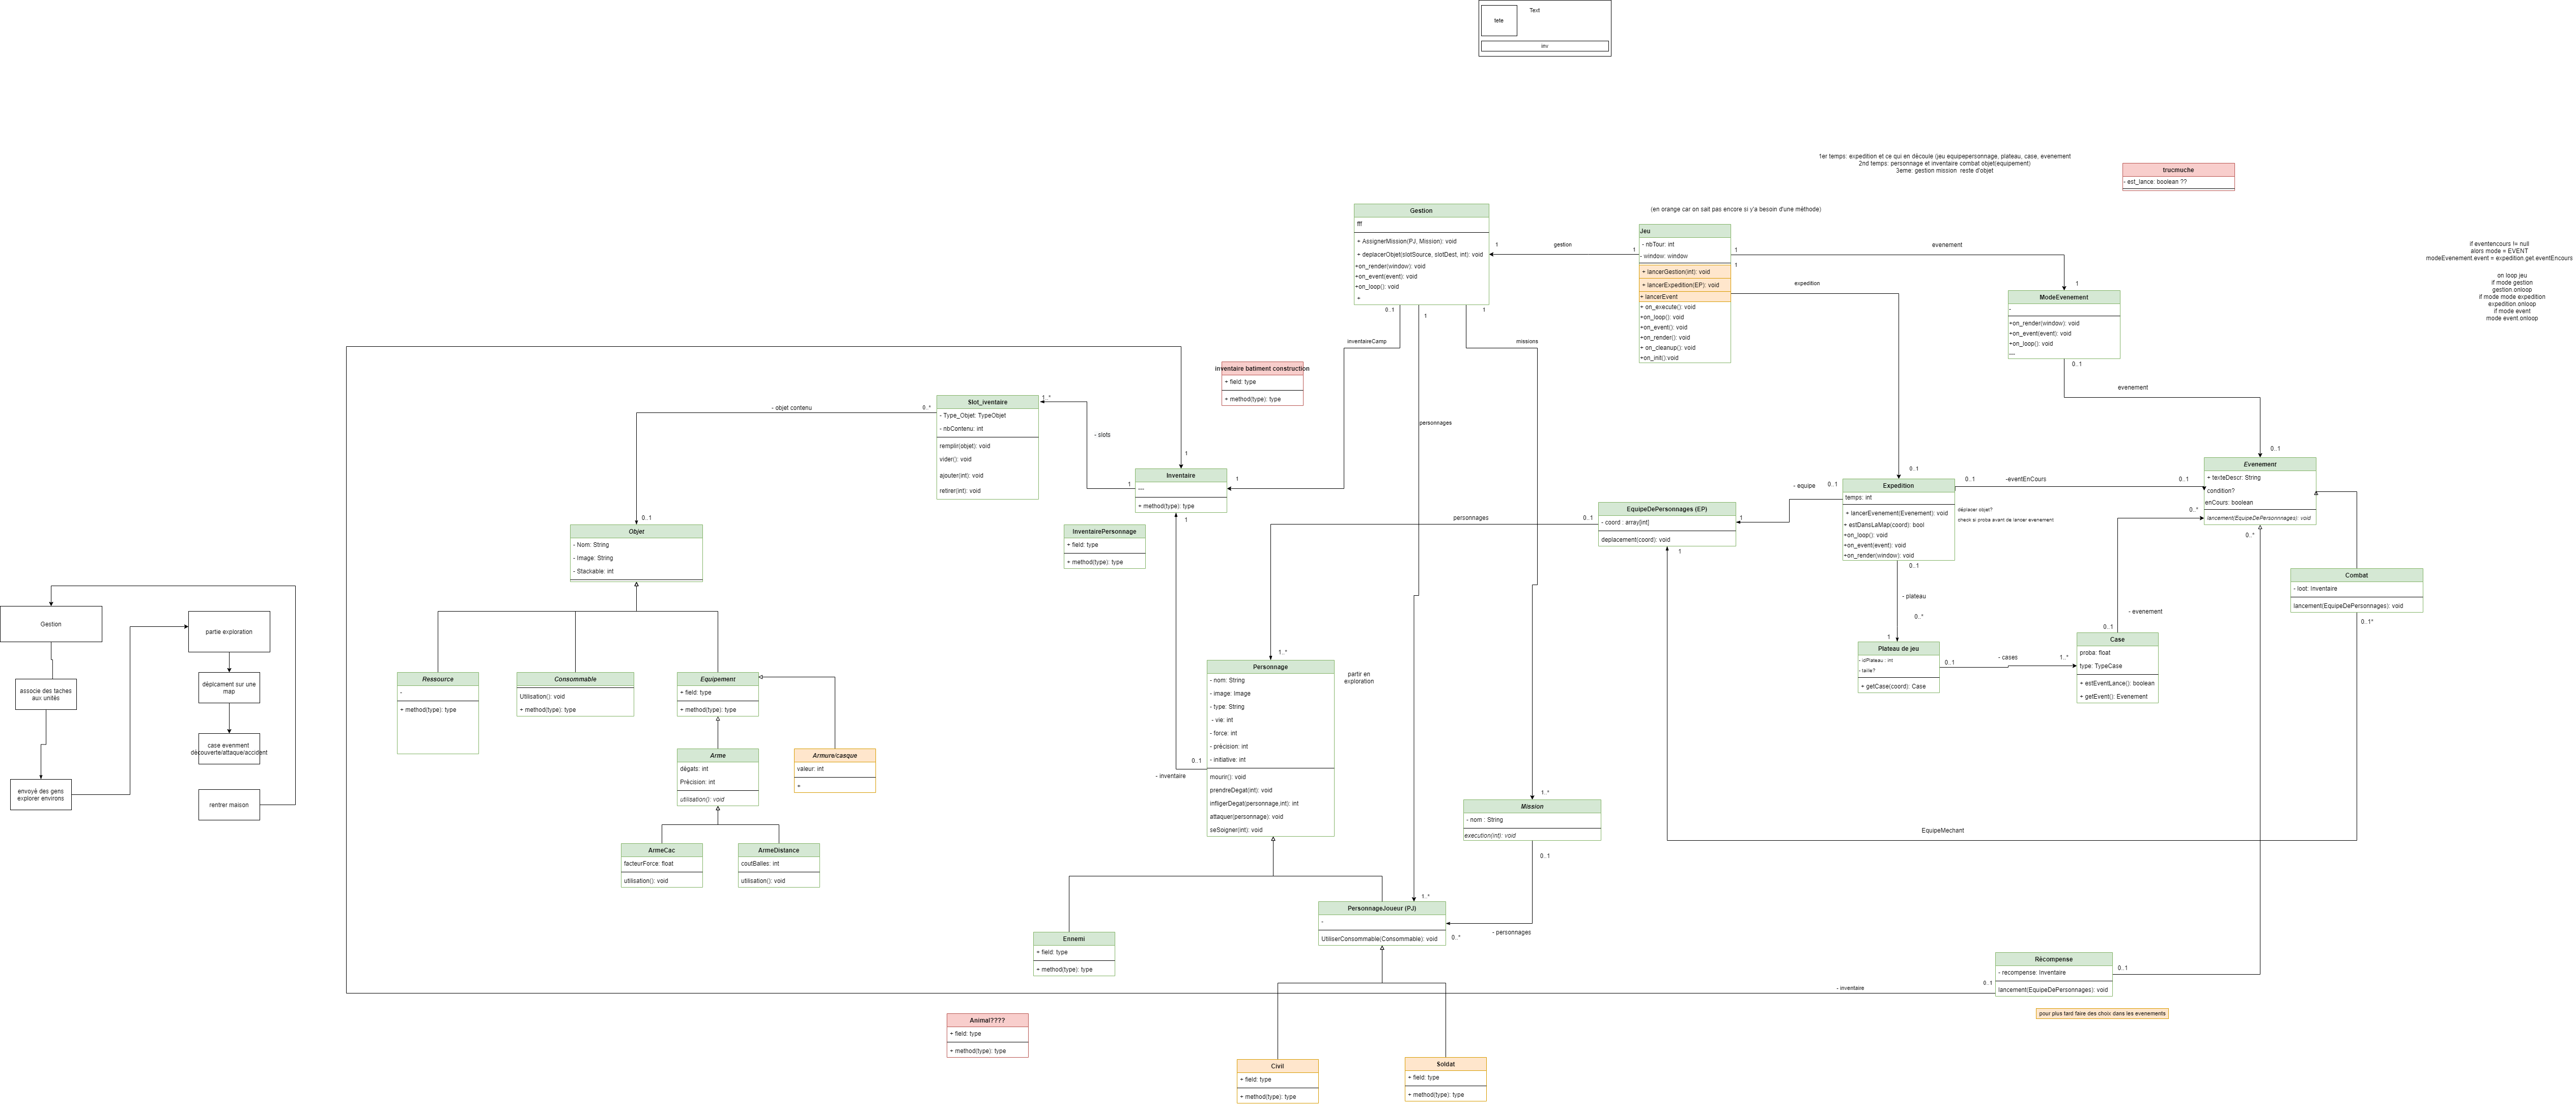 tete
Text
Inv
1er temps: expedition et ce qui en découle (jeu equipepersonnage, plateau, case, evenement
2nd temps: personnage et inventaire combat objet(equipement)
3eme: gestion mission  reste d'objet
trucmuche
- est_lance: boolean ??
(en orange car on sait pas encore si y'a besoin d'une méthode)
Gestion
fff
+ AssignerMission(PJ, Mission): void
+ deplacerObjet(slotSource, slotDest, int): void
+on_render(window): void
+on_event(event): void
+on_loop(): void
+
1
gestion
1
Jeu
- nbTour: int
- window: window
+ lancerGestion(int): void
+ lancerExpedition(EP): void
+ lancerEvent
+ on_execute(): void
+on_loop(): void
+on_event(): void
+on_render(): void
+ on_cleanup(): void
+on_init():void
1
evenement
1
1
expedition
0..1
ModeEvenement
-
+on_render(window): void
+on_event(event): void
+on_loop(): void
---
0..1
evenement
0..1
if eventencours != null
alors mode = EVENT
modeEvenement.event = expedition.get.eventEncours
on loop jeu
if mode gestion
gestion.onloop
if mode mode expedition
expedition.onloop
if mode event
mode event.onloop
0..1
inventaireCamp
1
1
personnages
1..*
1
missions
1..*
inventaire batiment construction
+ field: type
+ method(type): type
Slot_iventaire
- Type_Objet: TypeObjet
- nbContenu: int
remplir(objet): void
vider(): void
ajouter(int): void
retirer(int): void
- objet contenu
0..*
0..1
1..*
- slots
1
1
Inventaire
---
+ method(type): type
1
InventairePersonnage
+ field: type
+ method(type): type
Objet
- Nom: String
- Image: String
- Stackable: int
Ressource
-
+ method(type): type
Consommable
Utilisation(): void
+ method(type): type
Equipement
+ field: type
+ method(type): type
Arme
dégats: int
Précision: int
utilisation(): void
Armure/casque
valeur: int
+
ArmeCac
facteurForce: float
utilisation(): void
ArmeDistance
coutBalles: int
utilisation(): void
Gestion
associe des taches
aux unités
envoyé des gens
explorer environs
partie exploration
déplcament sur une
map
case evenment
découverte/attaque/accident
rentrer maison
personnages
0..1
1..*
EquipeDePersonnages (EP)
- coord : array[int]
deplacement(coord): void
- equipe
0..1
1
1
Expedition
temps: int
+ lancerEvenement(Evenement): void
+ estDansLaMap(coord): bool
+on_loop(): void
+on_event(event): void
+on_render(window): void
déplacer objet?
check si proba avant de lancer evenement
0..1
-eventEnCours
0..1
Evenement
+ texteDescr: String
condition?
enCours: boolean
lancement(EquipeDePersonnnages): void
0..*
0..*
0..1
- plateau
0..*
1
Plateau de jeu
- idPlateau : int
- taille?
+ getCase(coord): Case
0..1
- cases
1..*
- evenement
0..1
Case
proba: float
type: TypeCase
+ estEventLance(): boolean
+ getEvent(): Evenement
Combat
- loot: Inventaire
lancement(EquipeDePersonnages): void
0..1*
EquipeMechant
Personnage
- nom: String
- image: Image
- type: String
- vie: int
- force: int
- précision: int
- initiative: int
mourir(): void
prendreDegat(int): void
infligerDegat(personnage,int): int
attaquer(personnage): void
seSoigner(int): void
0..1
- inventaire
partir en
exploration
Mission
- nom : String
execution(int): void
0..1
- personnages
0..*
PersonnageJoueur (PJ)
-
UtiliserConsommable(Consommable): void
Ennemi
+ field: type
+ method(type): type
Animal????
+ field: type
+ method(type): type
Civil
+ field: type
+ method(type): type
Soldat
+ field: type
+ method(type): type
- inventaire
0..1
Récompense
- recompense: Inventaire
lancement(EquipeDePersonnages): void
0..1
pour plus tard faire des choix dans les evenements